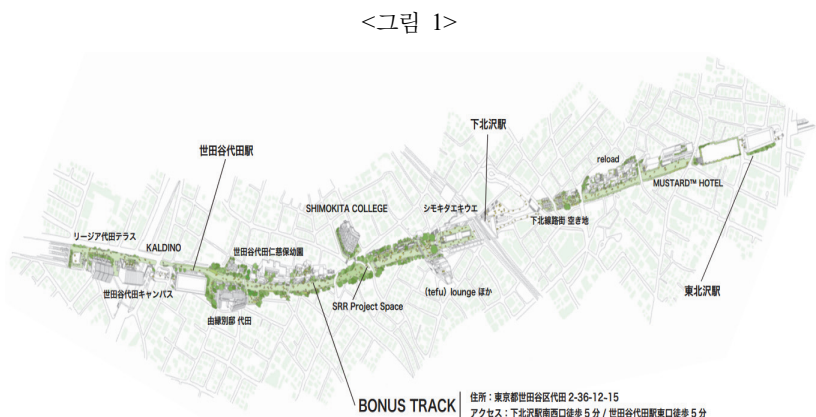 <그림 1>
下北沢駅
世田谷代田駅
reload
MUSTARD™ HOTEL
SHIMOKITA COLLEGE
シモキタエキウエ
下北線路街 空き地
リージア代田テラス
KALDINO
世田谷代田仁慈保幼園
世田谷代田キャンパス
由縁別邸 代田
SRR Project Space
(tefu) lounge ほか
東北沢駅
BONUS TRACK
住所：東京都世田谷区代田 2-36-12-15
アクセス：下北沢駅南西口徒歩 5 分 / 世田谷代田駅東口徒歩 5 分